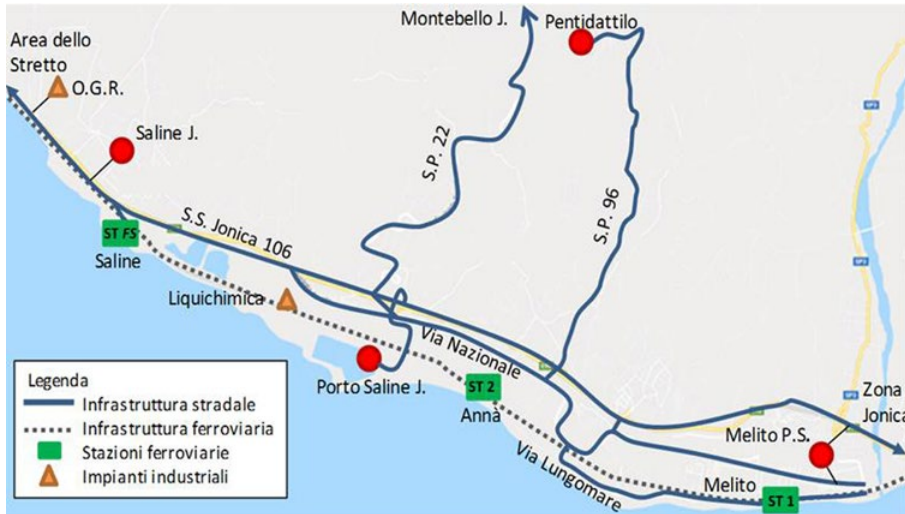 Montebello J.
Pentidattilo
Area dello
Stretto
O.G.R.
Saline J.
S.P. 22
S.P. 96
SP3
SP3
S.S. Jonica 106
ST FS
Saline
Liquichimica
Via Nazionale
Porto Saline J.
ST 2
Anna
Via Lungomare
Zona
Jonica
Melito P.S.
Melito
ST 1
Legenda
Infrastruttura stradale
Infrastruttura ferroviaria
Stazioni ferroviarie
Impianti industriali